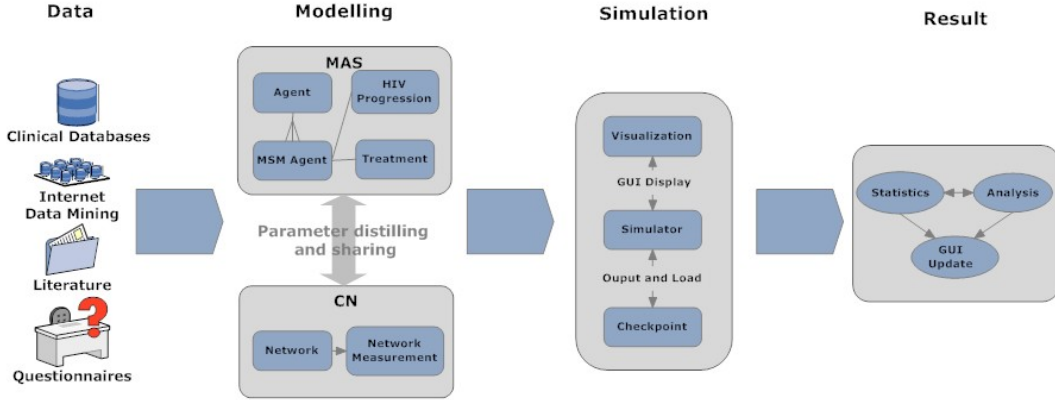 Data
Modelling
Simulation
Result
Clinical Databases
Internet
Data Mining
Literature
Questionnaires
MAS
Agent
HIV
Progression
MSM Agent
Treatment
Parameter distilling
and sharing
CN
Network
Network
Measurement
Visualization
GUI Display
Simulator
Ouput and Load
Checkpoint
Statistics
Analysis
GUI
Update